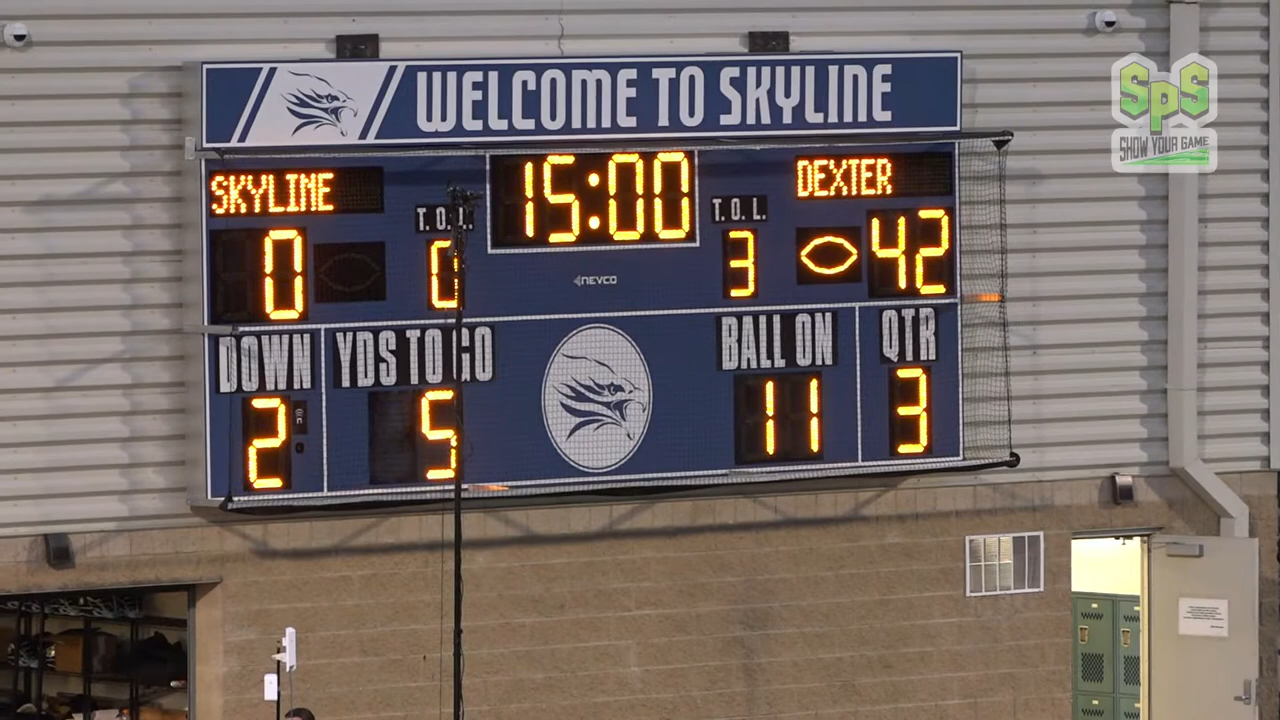 WELCOME TO SKYLINE
SpS
SHOW YOUR GAME
SKYLINE
15:00
DEXTER
T. O. L.
T. O. L.
0
0
3
42
NEVCO
DOWN
YDS TO GO
BALL ON
QTR
2
5
11
3